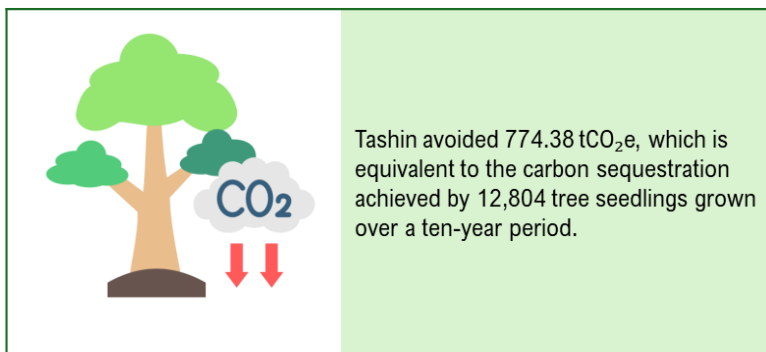 CO₂
Tashin avoided 774.38 tCO₂e, which is
equivalent to the carbon sequestration
achieved by 12,804 tree seedlings grown
over a ten-year period.